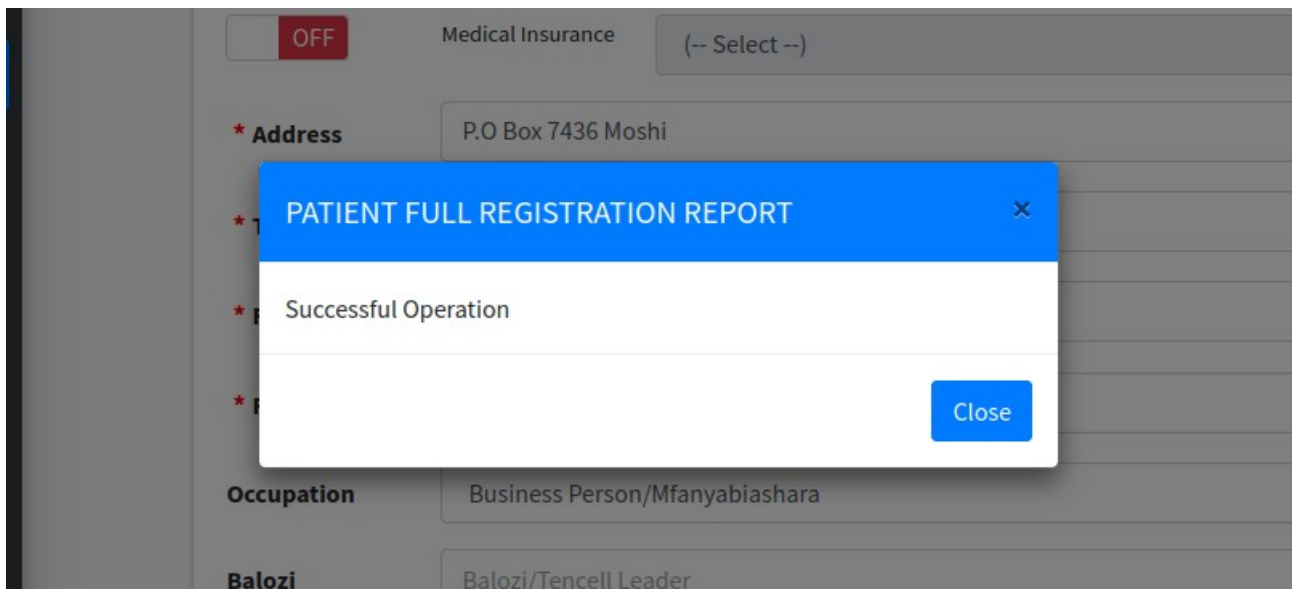 OFF Medical Insurance (-- Select --)
* Address P.O Box 7436 Moshi
PATIENT FULL REGISTRATION REPORT ×
*
Successful Operation
*
*
Close
Occupation Business Person/Mfanyabiashara
Balozi Balozi/Tencell Leader